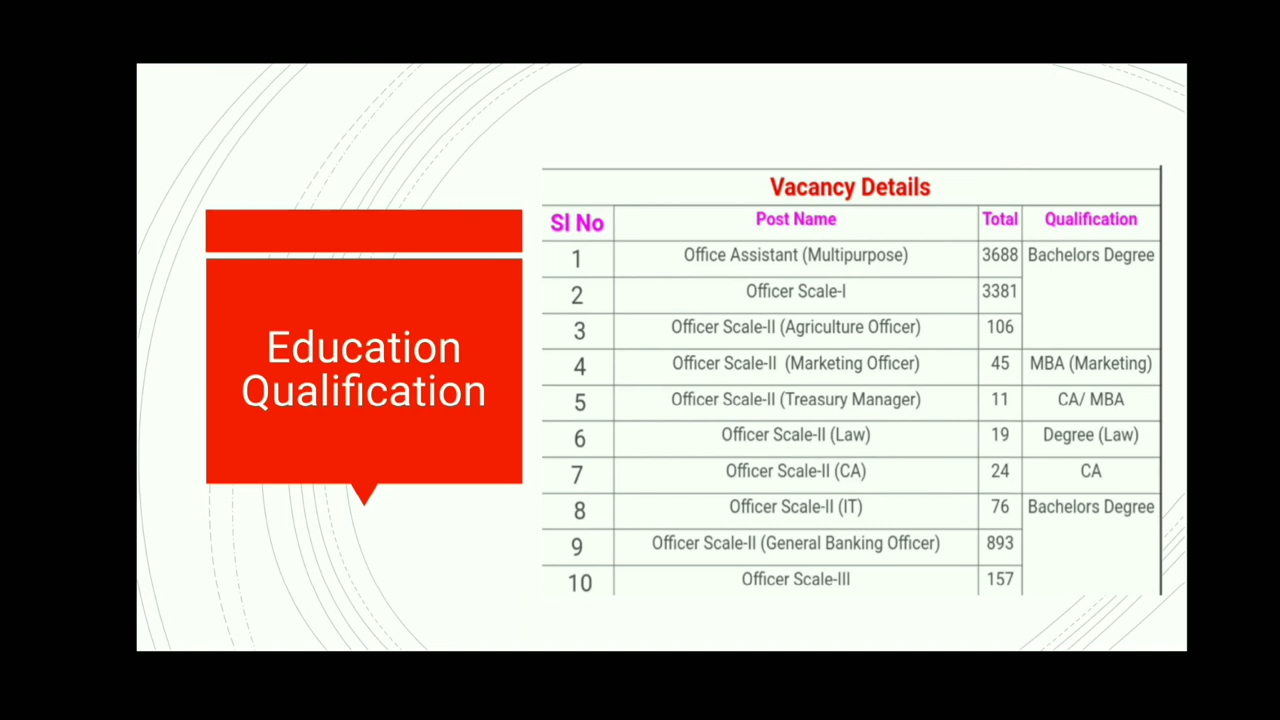 Education
Qualification
Vacancy Details
Sl No Post Name Total Qualification
1 Office Assistant (Multipurpose) 3688 Bachelors Degree
2 Officer Scale-I 3381
3 Officer Scale-II (Agriculture Officer) 106
4 Officer Scale-II (Marketing Officer) 45 MBA (Marketing)
5 Officer Scale-II (Treasury Manager) 11 CA/ MBA
6 Officer Scale-II (Law) 19 Degree (Law)
7 Officer Scale-II (CA) 24 CA
8 Officer Scale-II (IT) 76 Bachelors Degree
9 Officer Scale-II (General Banking Officer) 893
10 Officer Scale-III 157